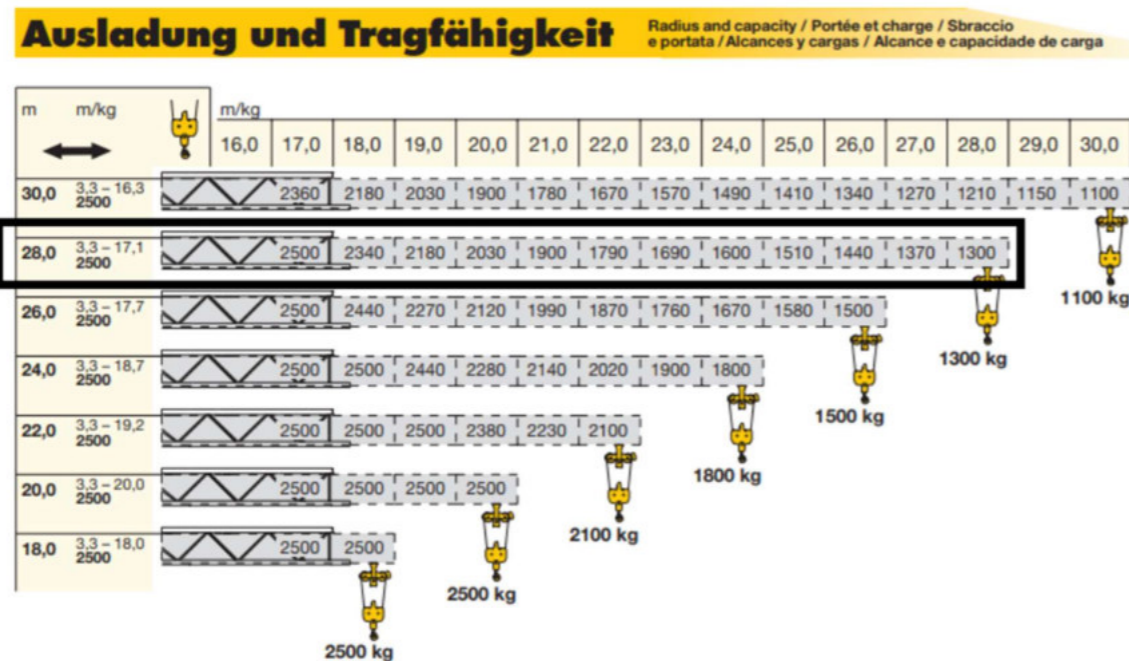 Ausladung und Tragfähigkeit
Radius and capacity / Portée et charge / Sbraccio
e portata / Alcances y cargas / Alcance e capacidade de carga
m m/kg m/kg
16,0 17,0 18,0 19,0 20,0 21,0 22,0 23,0 24,0 25,0 26,0 27,0 28,0 29,0 30,0
30,0 3,3 – 16,3 2500 2360 2180 2030 1900 1780 1670 1570 1490 1410 1340 1270 1210 1150 1100
28,0 3,3 – 17,1 2500 2500 2340 2180 2030 1900 1790 1690 1600 1510 1440 1370 1300
1100 kg
26,0 3,3 – 17,7 2500 2500 2440 2270 2120 1990 1870 1760 1670 1580 1500
1300 kg
24,0 3,3 – 18,7 2500 2500 2500 2440 2280 2140 2020 1900 1800
1500 kg
22,0 3,3 – 19,2 2500 2500 2500 2500 2380 2230 2100
1800 kg
20,0 3,3 – 20,0 2500 2500 2500 2500 2500
2100 kg
18,0 3,3 – 18,0 2500 2500 2500
2500 kg
2500 kg